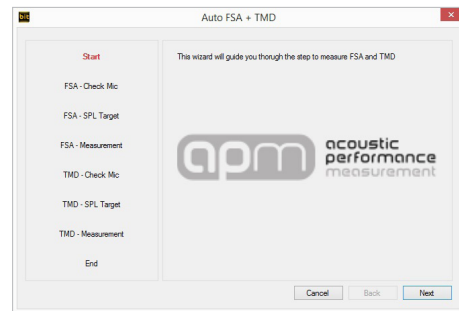 bit
Auto FSA + TMD
x
Start
FSA - Check Mic
FSA - SPL Target
FSA - Measurement
TMD - Check Mic
TMD - SPL Target
TMD - Measurement
End
This wizard will guide you thorugh the step to measure FSA and TMD
apm
acoustic
performance
measurement
Cancel
Back
Next